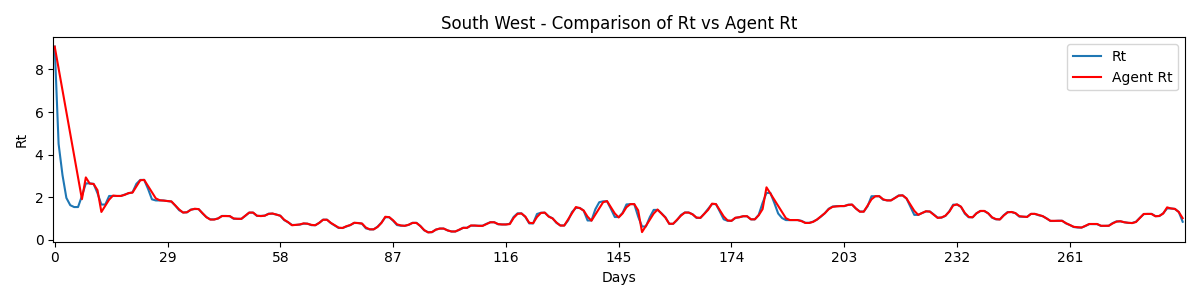 South West - Comparison of Rt vs Agent Rt
Rt
Agent Rt
Rt
8
6
4
2
0
0 29 58 87 116 145 174 203 232 261
Days